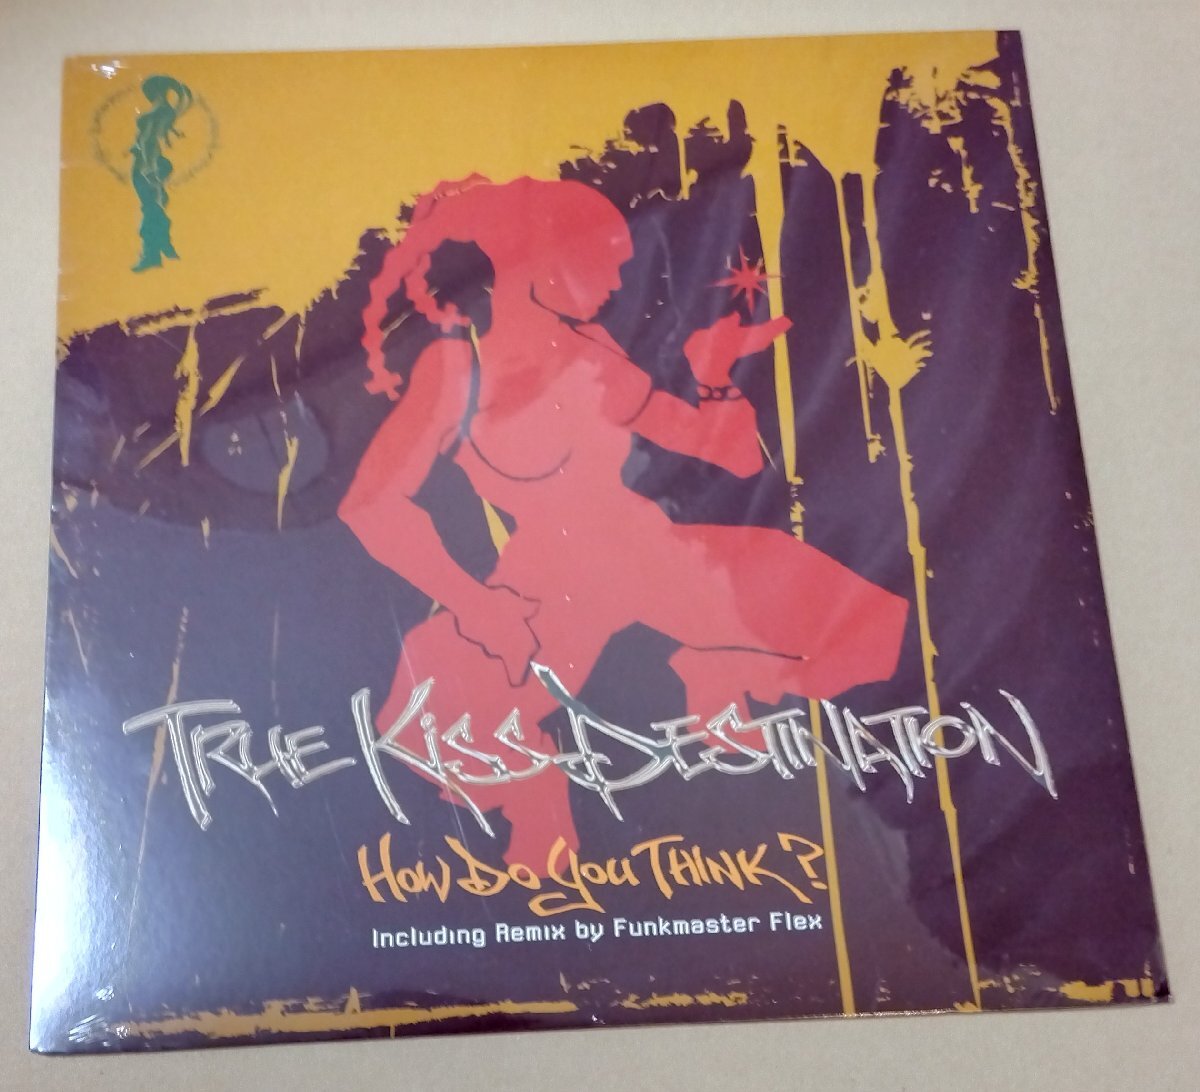 True Kiss Destination
How Do You Think?
Including Remix by Funkmaster Flex